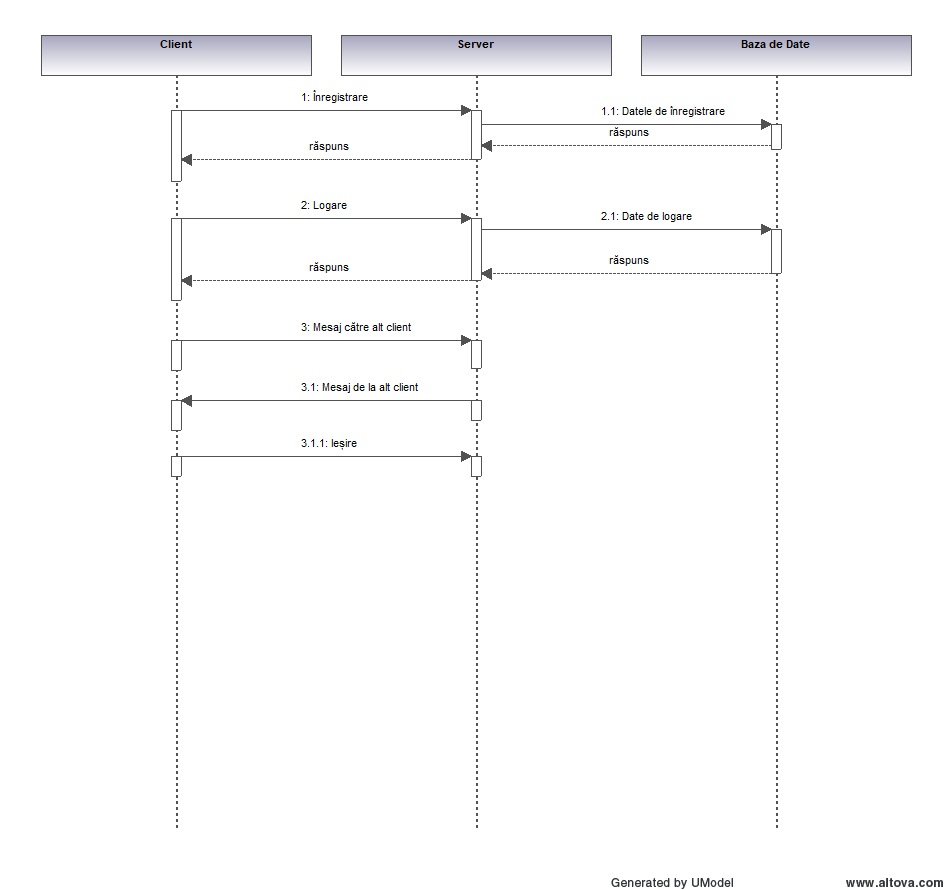 Client
Server
Baza de Date
1: Înregistrare
1.1: Datele de înregistrare
răspuns
răspuns
2: Logare
2.1: Date de logare
răspuns
răspuns
3: Mesaj către alt client
3.1: Mesaj de la alt client
3.1.1: Ieșire
Generated by UModel
www.altova.com